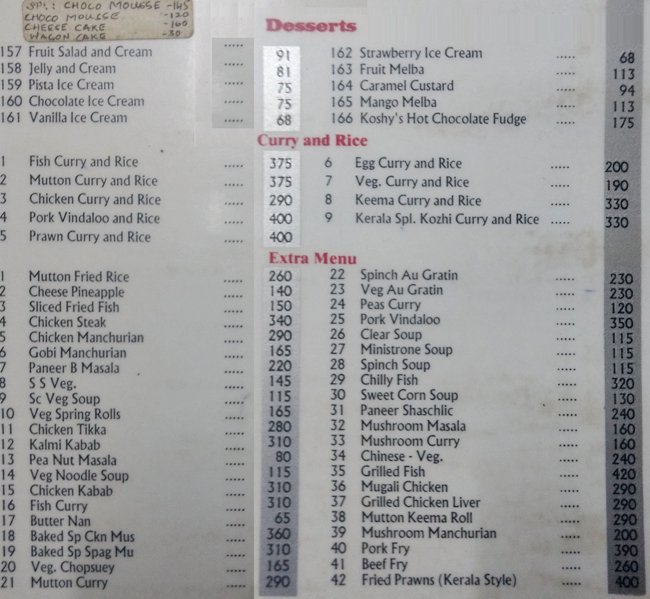 SPL: CHOCO MOUSSE -145
CHOCO MOUSSE -120
CHEESE CAKE -160
WAGON CAKE -30
Desserts
157 Fruit Salad and Cream ..... 91
158 Jelly and Cream ..... 81
159 Pista Ice Cream ..... 75
160 Chocolate Ice Cream ..... 75
161 Vanilla Ice Cream ..... 68
162 Strawberry Ice Cream ..... 68
163 Fruit Melba ..... 113
164 Caramel Custard ..... 94
165 Mango Melba ..... 113
166 Koshy's Hot Chocolate Fudge ..... 175
Curry and Rice
1 Fish Curry and Rice ..... 375
2 Mutton Curry and Rice ..... 375
3 Chicken Curry and Rice ..... 290
4 Pork Vindaloo and Rice ..... 400
5 Prawn Curry and Rice ..... 400
6 Egg Curry and Rice ..... 200
7 Veg. Curry and Rice ..... 190
8 Keema Curry and Rice ..... 330
9 Kerala Spl. Kozhi Curry and Rice ..... 330
Extra Menu
1 Mutton Fried Rice ..... 260
2 Cheese Pineapple ..... 140
3 Sliced Fried Fish ..... 150
4 Chicken Steak ..... 340
5 Chicken Manchurian ..... 290
6 Gobi Manchurian ..... 165
7 Paneer B Masala ..... 220
8 S S Veg. ..... 145
9 Sc Veg Soup ..... 115
10 Veg Spring Rolls ..... 165
11 Chicken Tikka ..... 280
12 Kalmi Kabab ..... 310
13 Pea Nut Masala ..... 80
14 Veg Noodle Soup ..... 115
15 Chicken Kabab ..... 310
16 Fish Curry ..... 310
17 Butter Nan ..... 65
18 Baked Sp Ckn Mus ..... 360
19 Baked Sp Spag Mu ..... 310
20 Veg. Chopsuey ..... 165
21 Mutton Curry ..... 290
22 Spinch Au Gratin ..... 230
23 Veg Au Gratin ..... 230
24 Peas Curry ..... 120
25 Pork Vindaloo ..... 350
26 Clear Soup ..... 115
27 Ministrone Soup ..... 115
28 Spinch Soup ..... 115
29 Chilly Fish ..... 320
30 Sweet Corn Soup ..... 130
31 Paneer Shaschlic ..... 240
32 Mushroom Masala ..... 160
33 Mushroom Curry ..... 160
34 Chinese - Veg. ..... 240
35 Grilled Fish ..... 420
36 Mugali Chicken ..... 290
37 Grilled Chicken Liver ..... 290
38 Mutton Keema Roll ..... 290
39 Mushroom Manchurian ..... 200
40 Pork Fry ..... 390
41 Beef Fry ..... 260
42 Fried Prawns (Kerala Style) ..... 400